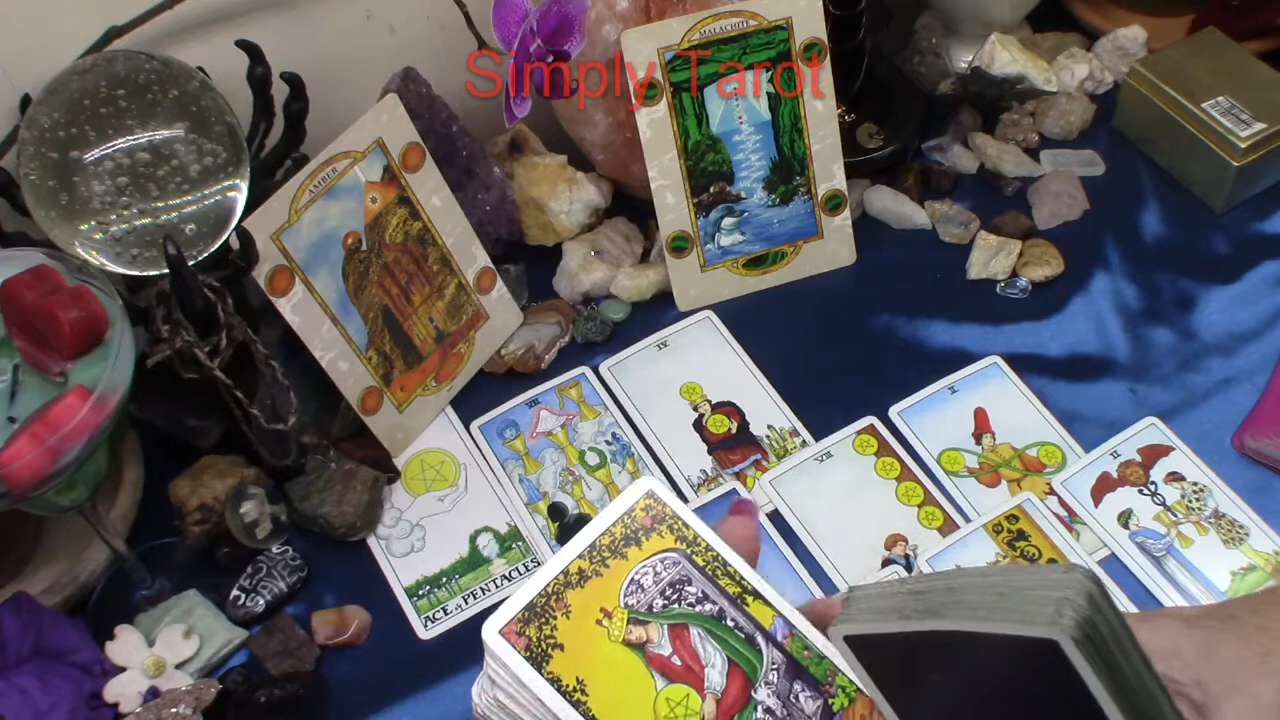 Simply Tarot
MALACHITE
AMBER
VII
IV
VIII
II
II
ACE of PENTACLES
JESUS
SAVES